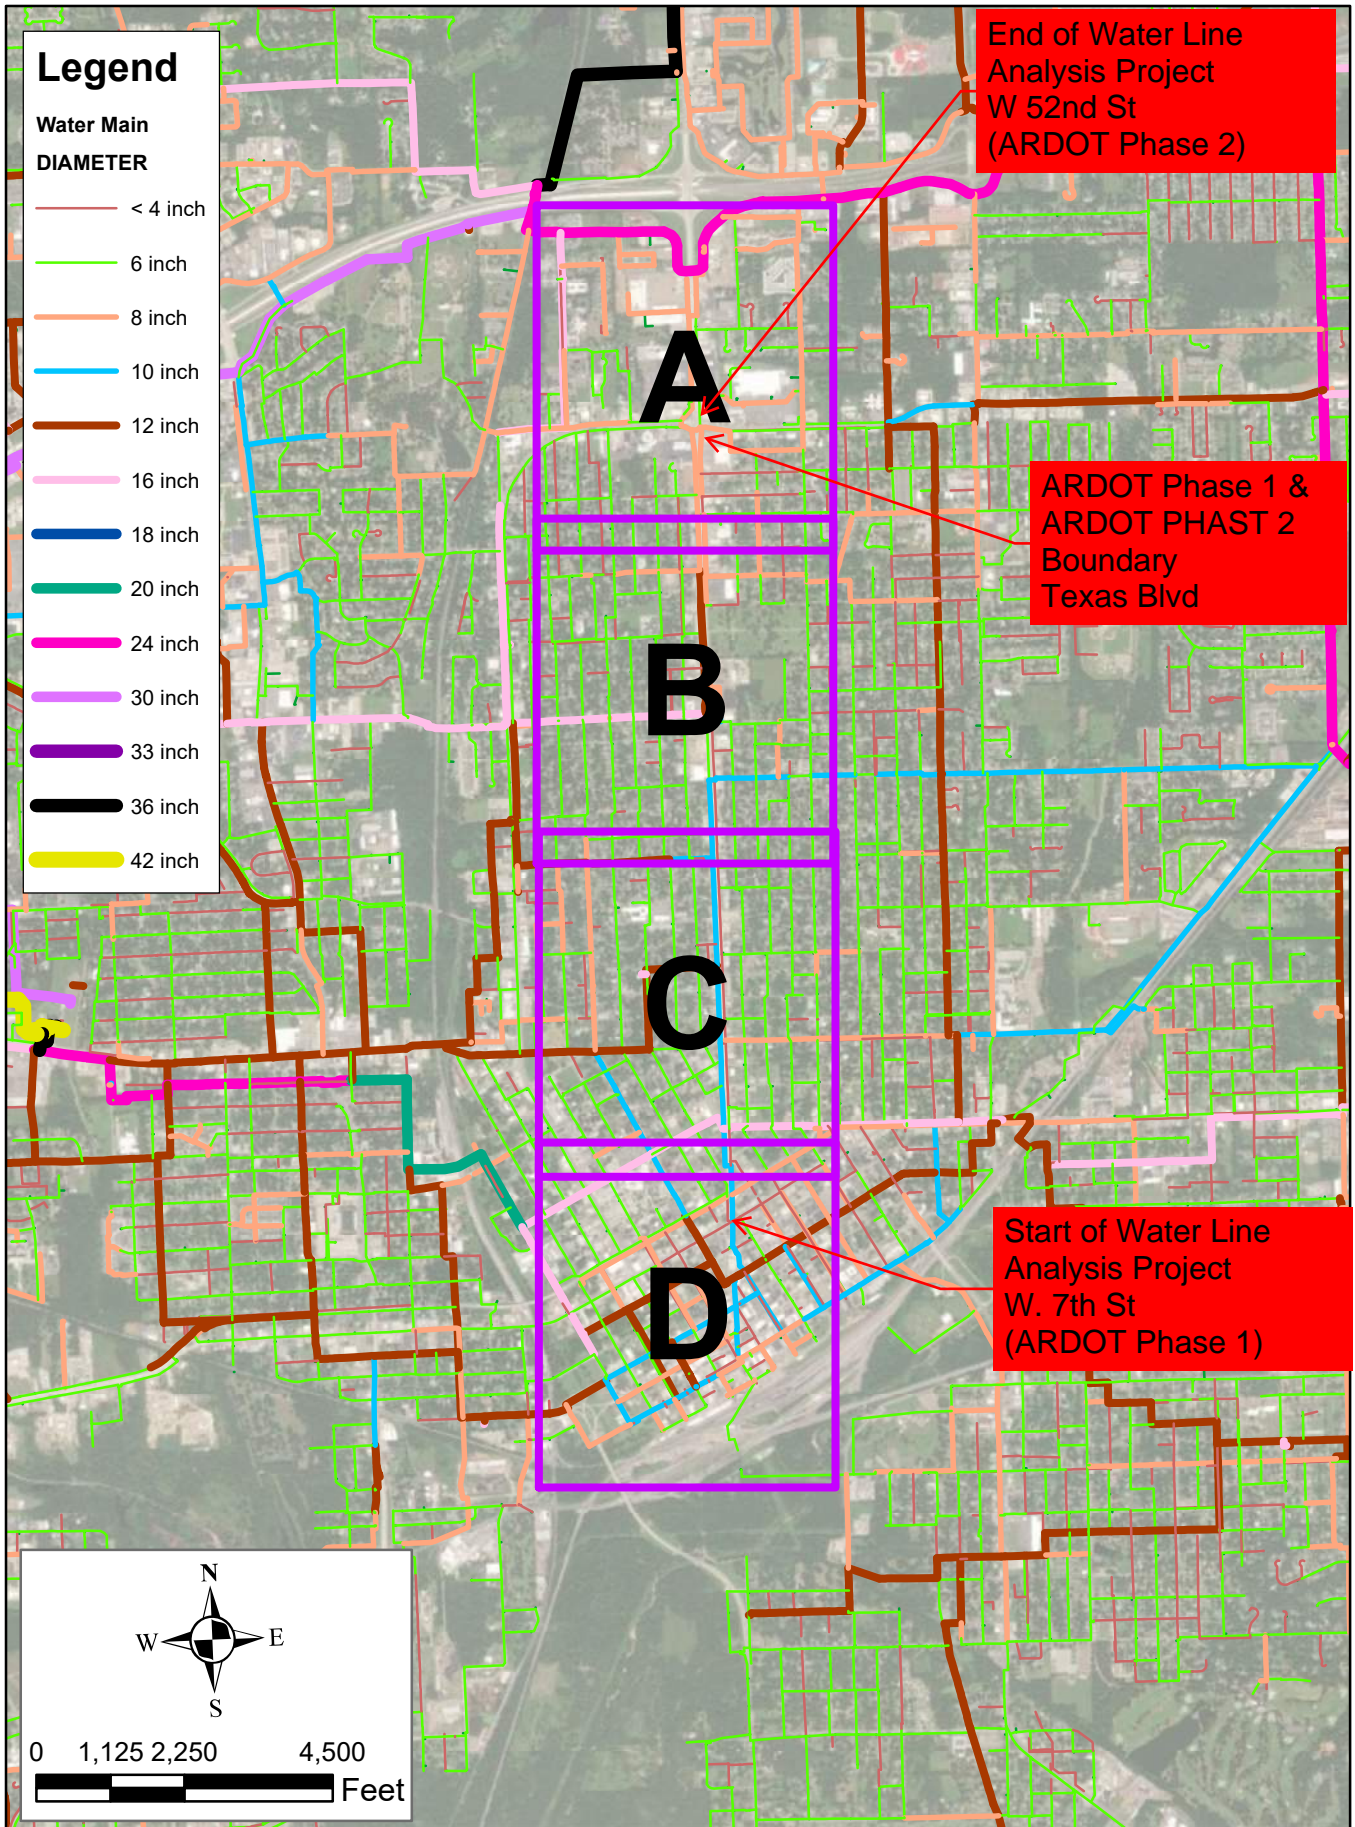 Legend
Water Main
DIAMETER
< 4 inch
6 inch
8 inch
10 inch
12 inch
16 inch
18 inch
20 inch
24 inch
30 inch
33 inch
36 inch
42 inch
End of Water Line
Analysis Project
W 52nd St
(ARDOT Phase 2)
A
ARDOT Phase 1 &
ARDOT PHAST 2
Boundary
Texas Blvd
B
C
Start of Water Line
Analysis Project
W. 7th St
(ARDOT Phase 1)
D
N
W E
S
0 1,125 2,250 4,500
Feet